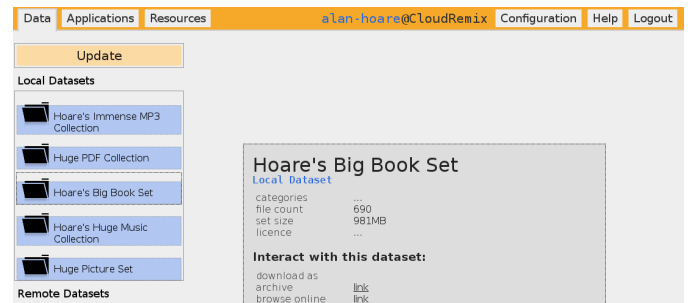 Data Applications Resources alan-hoare@CloudRemix Configuration Help Logout
Update
Local Datasets
Hoare's Immense MP3
Collection
Huge PDF Collection
Hoare's Big Book Set
Hoare's Huge Music
Collection
Huge Picture Set
Remote Datasets
Hoare's Big Book Set
Local Dataset
categories ...
file count 690
set size 981MB
licence ...
Interact with this dataset:
download as
archive link
browse online link